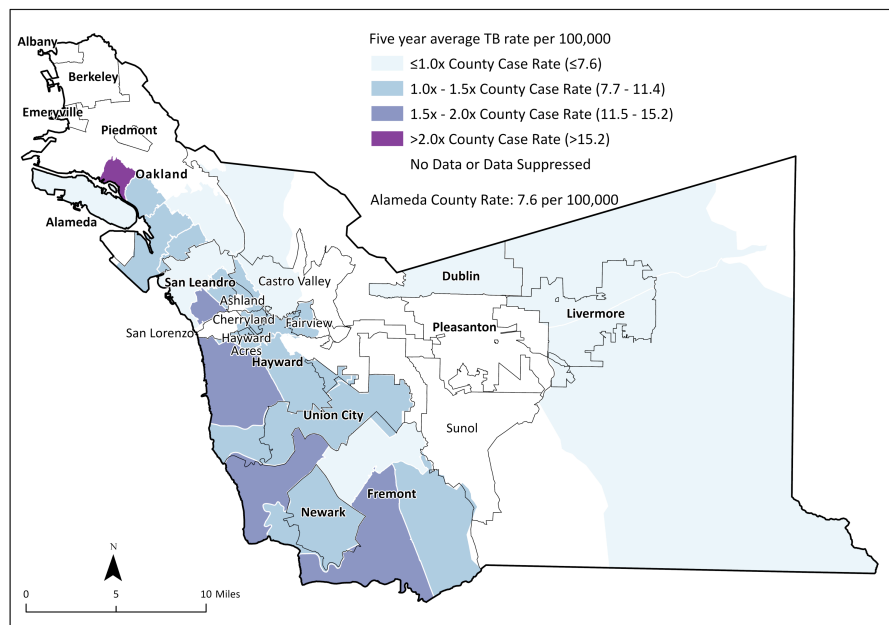 Five year average TB rate per 100,000
≤1.0x County Case Rate (≤7.6)
1.0x - 1.5x County Case Rate (7.7 - 11.4)
1.5x - 2.0x County Case Rate (11.5 - 15.2)
>2.0x County Case Rate (>15.2)
No Data or Data Suppressed
Alameda County Rate: 7.6 per 100,000
Albany
Berkeley
Emeryville
Piedmont
Oakland
Alameda
San Leandro
Castro Valley
Ashland
Cherryland
Fairview
San Lorenzo
Hayward
Acres
Hayward
Dublin
Livermore
Pleasanton
Union City
Sunol
Fremont
Newark
N
0 5 10 Miles